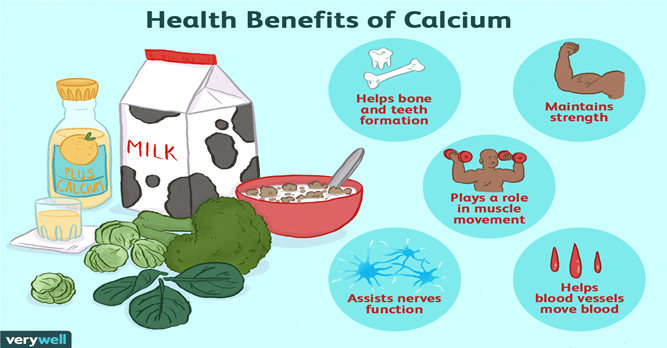 Health Benefits of Calcium
PLUS
CALCIUM
MILK
Helps bone
and teeth
formation
Maintains
strength
Plays a role
in muscle
movement
Assists nerves
function
Helps
blood vessels
move blood
verywell